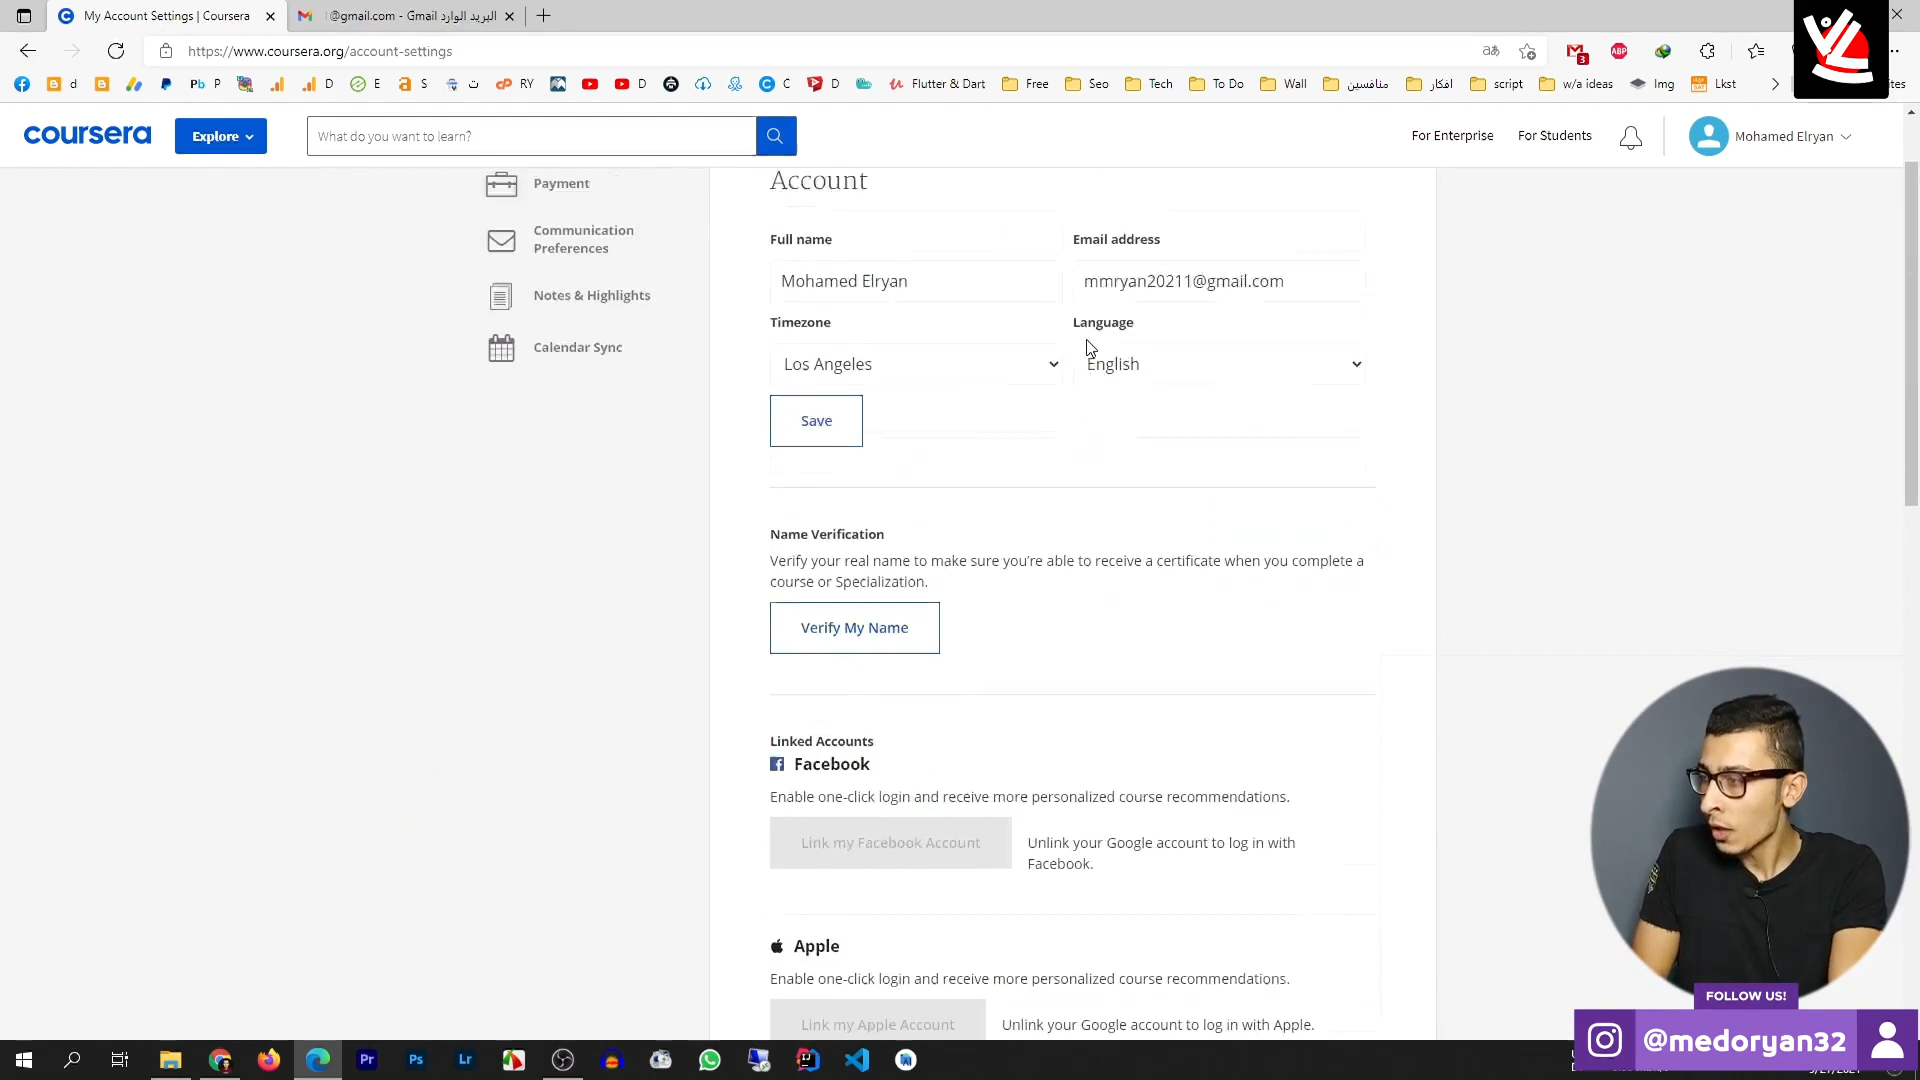 My Account Settings | Coursera
@gmail.com - Gmail البريد الوارد
https://www.coursera.org/account-settings
3
ABP
d
Pb P
D
E
S
ت
RY
D
C
D
Flutter & Dart
Free
Seo
Tech
To Do
Wall
منافسين
افكار
script
w/a ideas
Img
Lkst
coursera
Explore
What do you want to learn?
For Enterprise
For Students
Mohamed Elryan
Payment
Communication
Preferences
Notes & Highlights
Calendar Sync
Account
Full name
Email address
Mohamed Elryan
mmryan20211@gmail.com
Timezone
Language
Los Angeles
English
Save
Name Verification
Verify your real name to make sure you’re able to receive a certificate when you complete a
course or Specialization.
Verify My Name
Linked Accounts
Facebook
Enable one-click login and receive more personalized course recommendations.
Link my Facebook Account
Unlink your Google account to log in with
Facebook.
Apple
Enable one-click login and receive more personalized course recommendations.
Link my Apple Account
Unlink your Google account to log in with Apple.
FOLLOW US!
@medoryan32
Pr
Ps
Lr